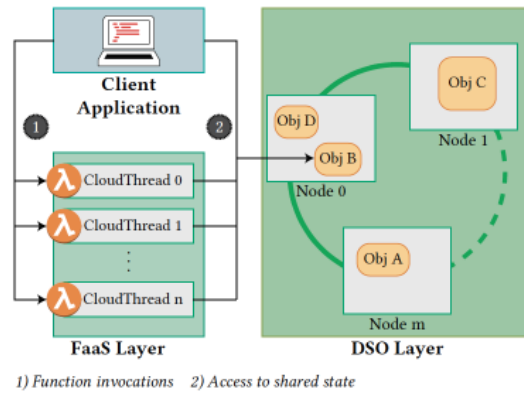 Client
Application
1
2
λ CloudThread 0
λ CloudThread 1
⋮
λ CloudThread n
FaaS Layer
Obj C
Node 1
Obj D
Obj B
Node 0
Obj A
Node m
DSO Layer
1) Function invocations 2) Access to shared state